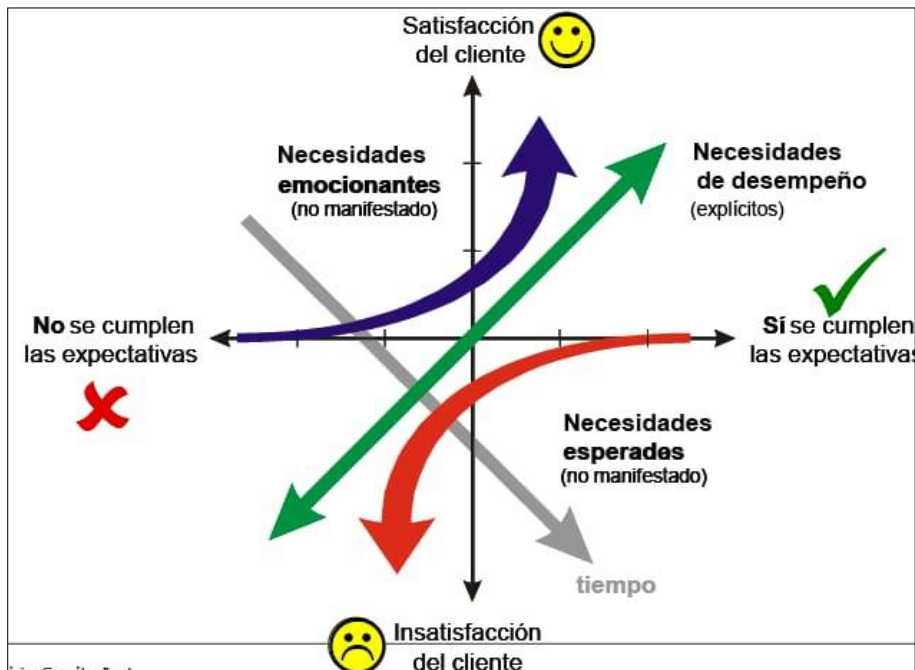 Satisfacción
del cliente
Necesidades
emocionantes
(no manifestado)
Necesidades
de desempeño
(explícitos)
No se cumplen
las expectativas
Sí se cumplen
las expectativas
Necesidades
esperadas
(no manifestado)
tiempo
Insatisfacción
del cliente